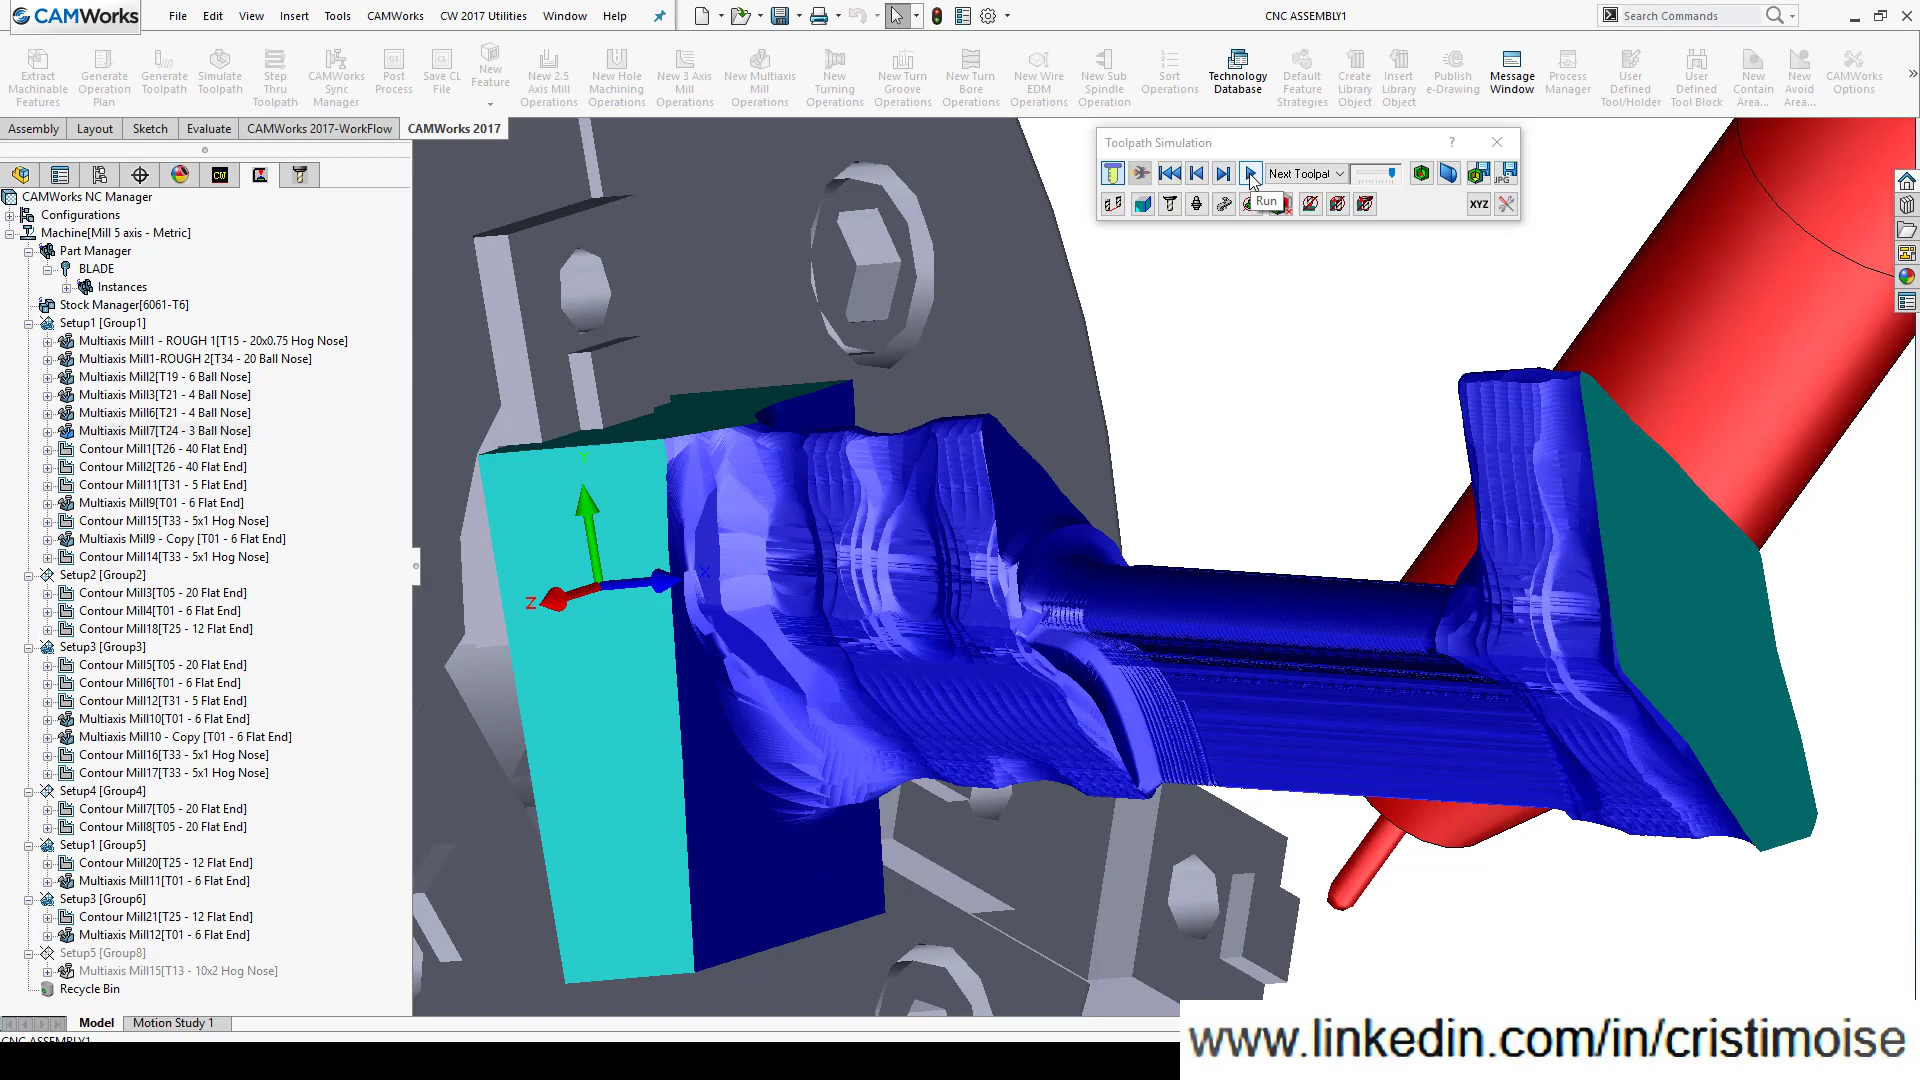 CAMWorks File Edit View Insert Tools CAMWorks CW 2017 Utilities Window Help CNC ASSEMBLY1 Search Commands
Extract Machinable Features
Generate Operation Plan
Generate Toolpath
Simulate Toolpath
Step Thru Toolpath
CAMWorks Sync Manager
Post Process
Save CL File
New Feature
New 2.5 Axis Mill Operations
New Hole Machining Operations
New 3 Axis Mill Operations
New Multiaxis Mill Operations
New Turning Operations
New Turn Groove Operations
New Turn Bore Operations
New Wire EDM Operations
New Sub Spindle Operation
Sort Operations
Technology Database
Default Feature Strategies
Create Library Object
Insert Library Object
Publish e-Drawing
Message Window
Process Manager
User Defined Tool/Holder
User Defined Tool Block
New Contain Area...
New Avoid Area...
CAMWorks Options
Assembly Layout Sketch Evaluate CAMWorks 2017-WorkFlow CAMWorks 2017
Toolpath Simulation ?
Next Toolpal
JPG
Run
XYZ
CW
CAMWorks NC Manager
Configurations
Machine[Mill 5 axis - Metric]
Part Manager
BLADE
Instances
Stock Manager[6061-T6]
Setup1 [Group1]
Multiaxis Mill1 - ROUGH 1[T15 - 20x0.75 Hog Nose]
Multiaxis Mill1-ROUGH 2[T34 - 20 Ball Nose]
Multiaxis Mill2[T19 - 6 Ball Nose]
Multiaxis Mill3[T21 - 4 Ball Nose]
Multiaxis Mill6[T21 - 4 Ball Nose]
Multiaxis Mill7[T24 - 3 Ball Nose]
Contour Mill1[T26 - 40 Flat End]
Contour Mill2[T26 - 40 Flat End]
Contour Mill11[T31 - 5 Flat End]
Multiaxis Mill9[T01 - 6 Flat End]
Contour Mill15[T33 - 5x1 Hog Nose]
Multiaxis Mill9 - Copy [T01 - 6 Flat End]
Contour Mill14[T33 - 5x1 Hog Nose]
Setup2 [Group2]
Contour Mill3[T05 - 20 Flat End]
Contour Mill4[T01 - 6 Flat End]
Contour Mill18[T25 - 12 Flat End]
Setup3 [Group3]
Contour Mill5[T05 - 20 Flat End]
Contour Mill6[T01 - 6 Flat End]
Contour Mill12[T31 - 5 Flat End]
Multiaxis Mill10[T01 - 6 Flat End]
Multiaxis Mill10 - Copy [T01 - 6 Flat End]
Contour Mill16[T33 - 5x1 Hog Nose]
Contour Mill17[T33 - 5x1 Hog Nose]
Setup4 [Group4]
Contour Mill7[T05 - 20 Flat End]
Contour Mill8[T05 - 20 Flat End]
Setup1 [Group5]
Contour Mill20[T25 - 12 Flat End]
Multiaxis Mill11[T01 - 6 Flat End]
Setup3 [Group6]
Contour Mill21[T25 - 12 Flat End]
Multiaxis Mill12[T01 - 6 Flat End]
Setup5 [Group8]
Multiaxis Mill15[T13 - 10x2 Hog Nose]
Recycle Bin
Y
X
Z
Model Motion Study 1
CNC ASSEMBLY1
www.linkedin.com/in/cristimoise